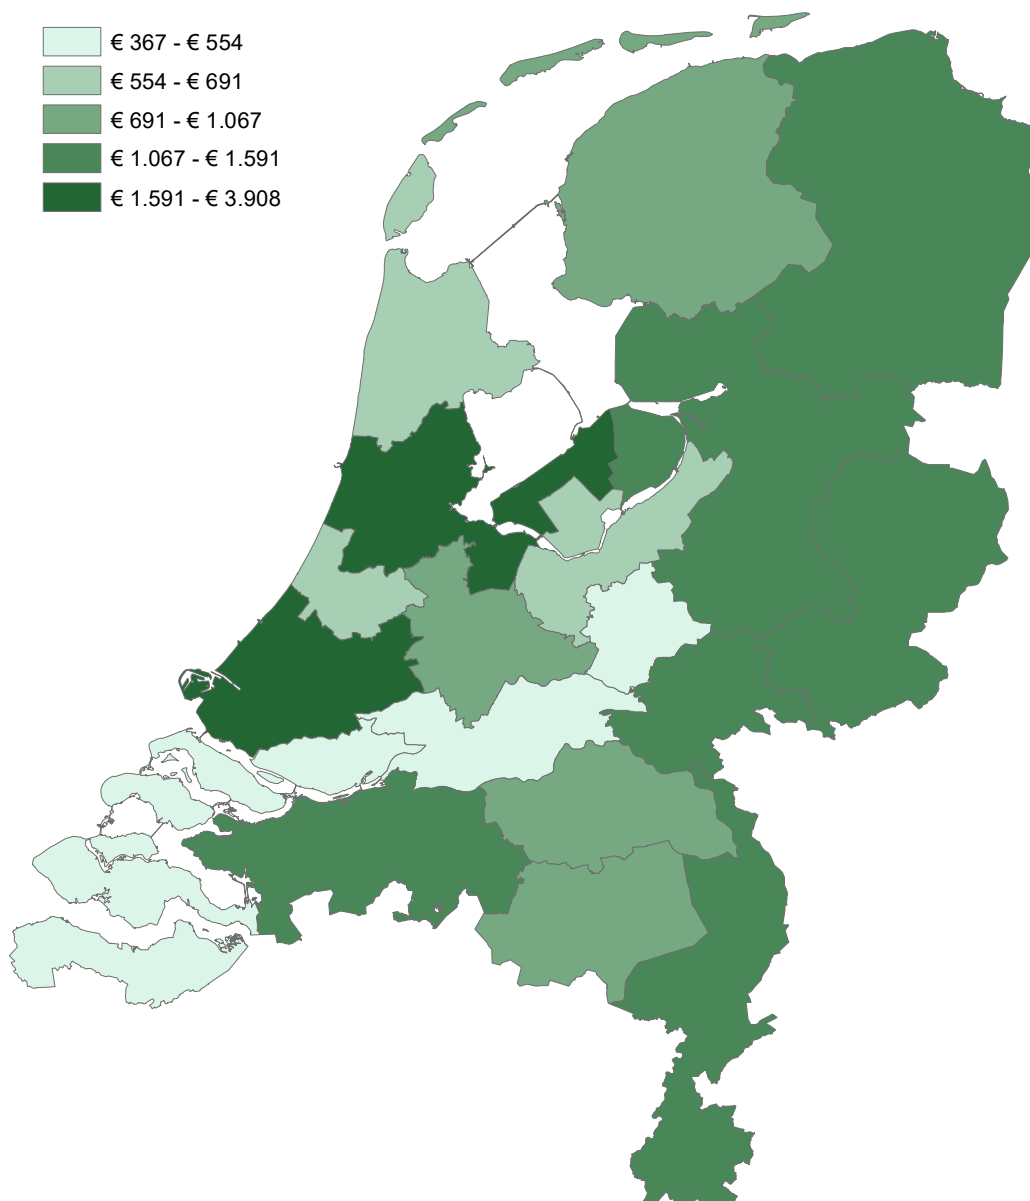 € 367 - € 554
€ 554 - € 691
€ 691 - € 1.067
€ 1.067 - € 1.591
€ 1.591 - € 3.908